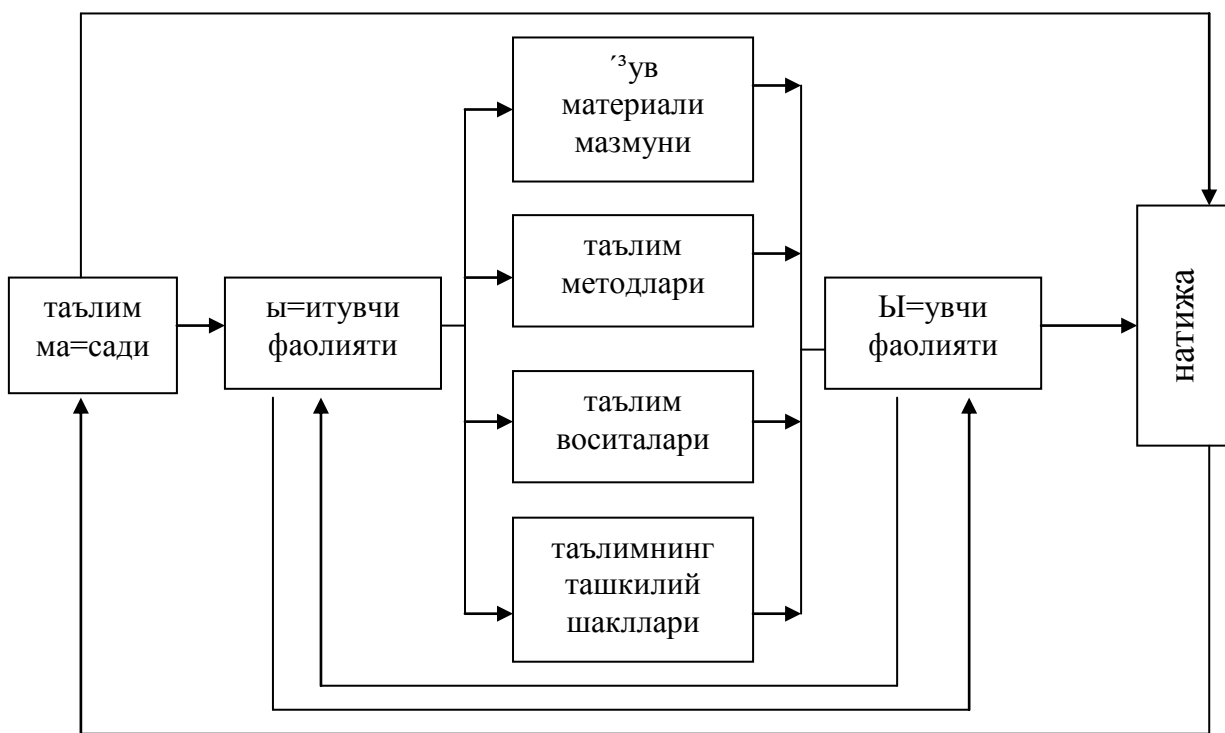 ´³ув
материали
мазмуни
таълим
методлари
таълим
ма=сади
ы=итувчи
фаолияти
Ы=увчи
фаолияти
натижа
таълим
воситалари
таълимнинг
ташкилий
шакллари